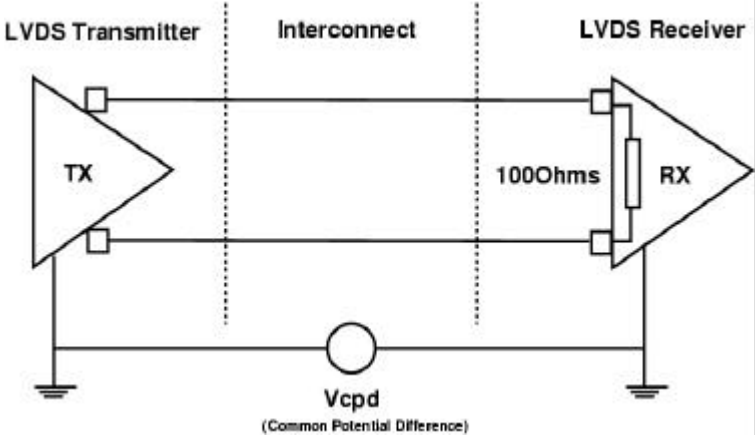 LVDS Transmitter
Interconnect
LVDS Receiver
TX
100Ohms
RX
Vcpd
(Common Potential Difference)